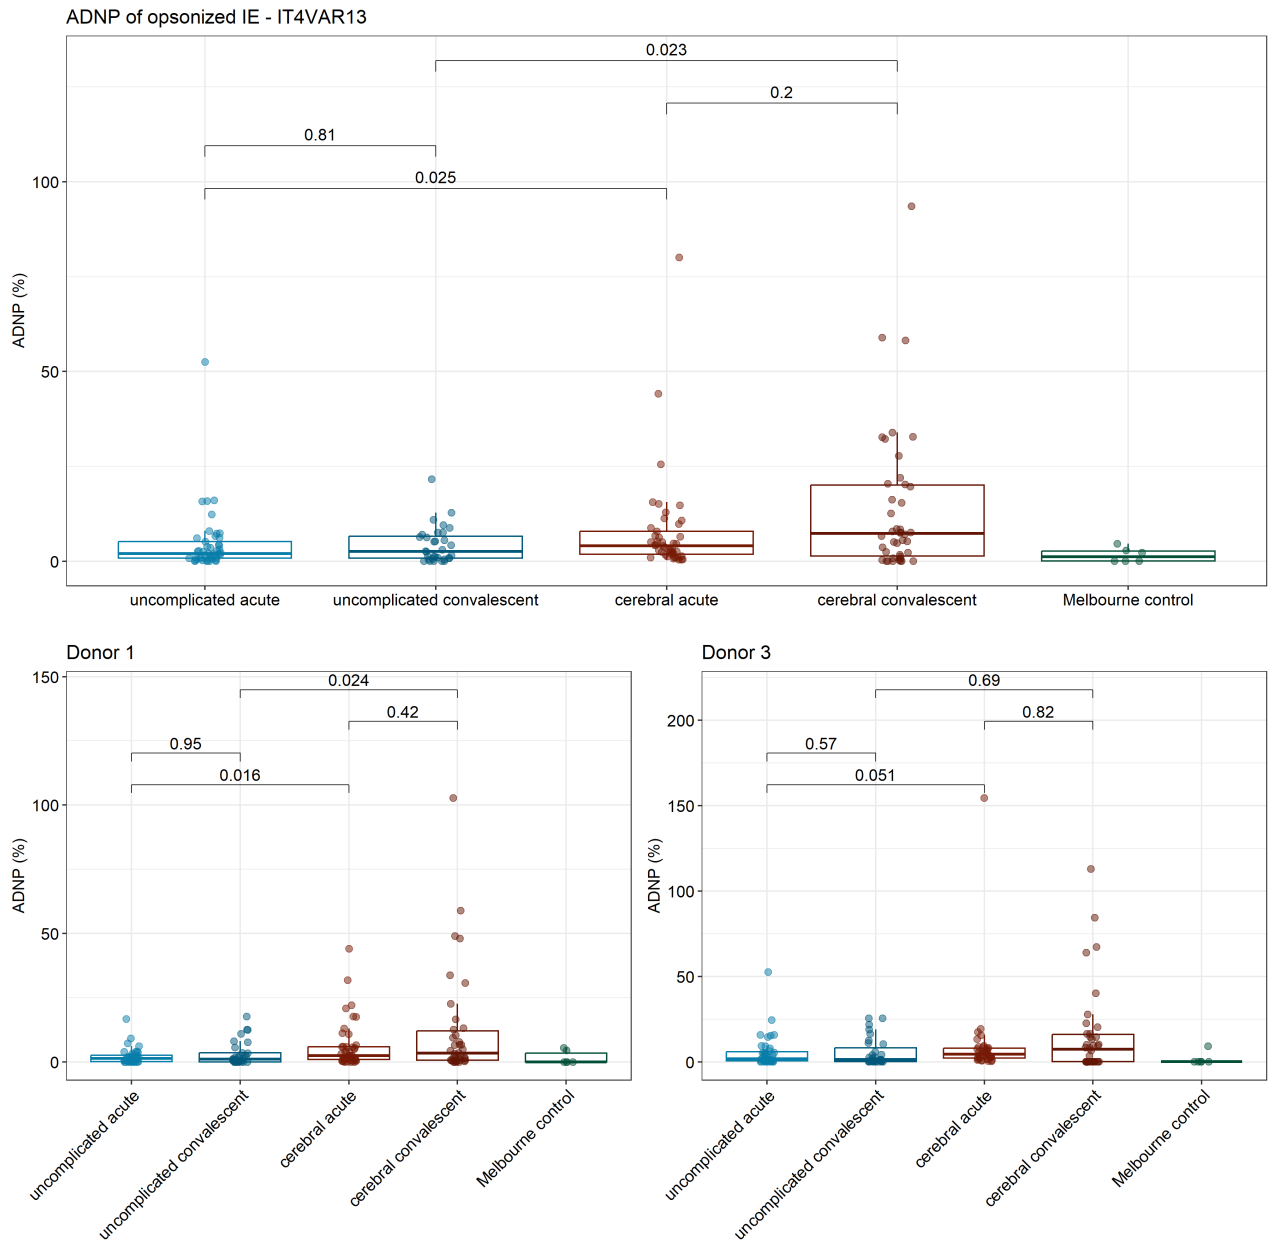 ADNP of opsonized IE - IT4VAR13
0.023
0.2
0.81
0.025
100
50
0
ADNP (%)
uncomplicated acute
uncomplicated convalescent
cerebral acute
cerebral convalescent
Melbourne control
Donor 1
150
0.024
0.42
0.95
0.016
100
50
0
ADNP (%)
uncomplicated acute
uncomplicated convalescent
cerebral acute
cerebral convalescent
Melbourne control
Donor 3
0.69
200
0.82
0.57
0.051
150
100
50
0
ADNP (%)
uncomplicated acute
uncomplicated convalescent
cerebral acute
cerebral convalescent
Melbourne control